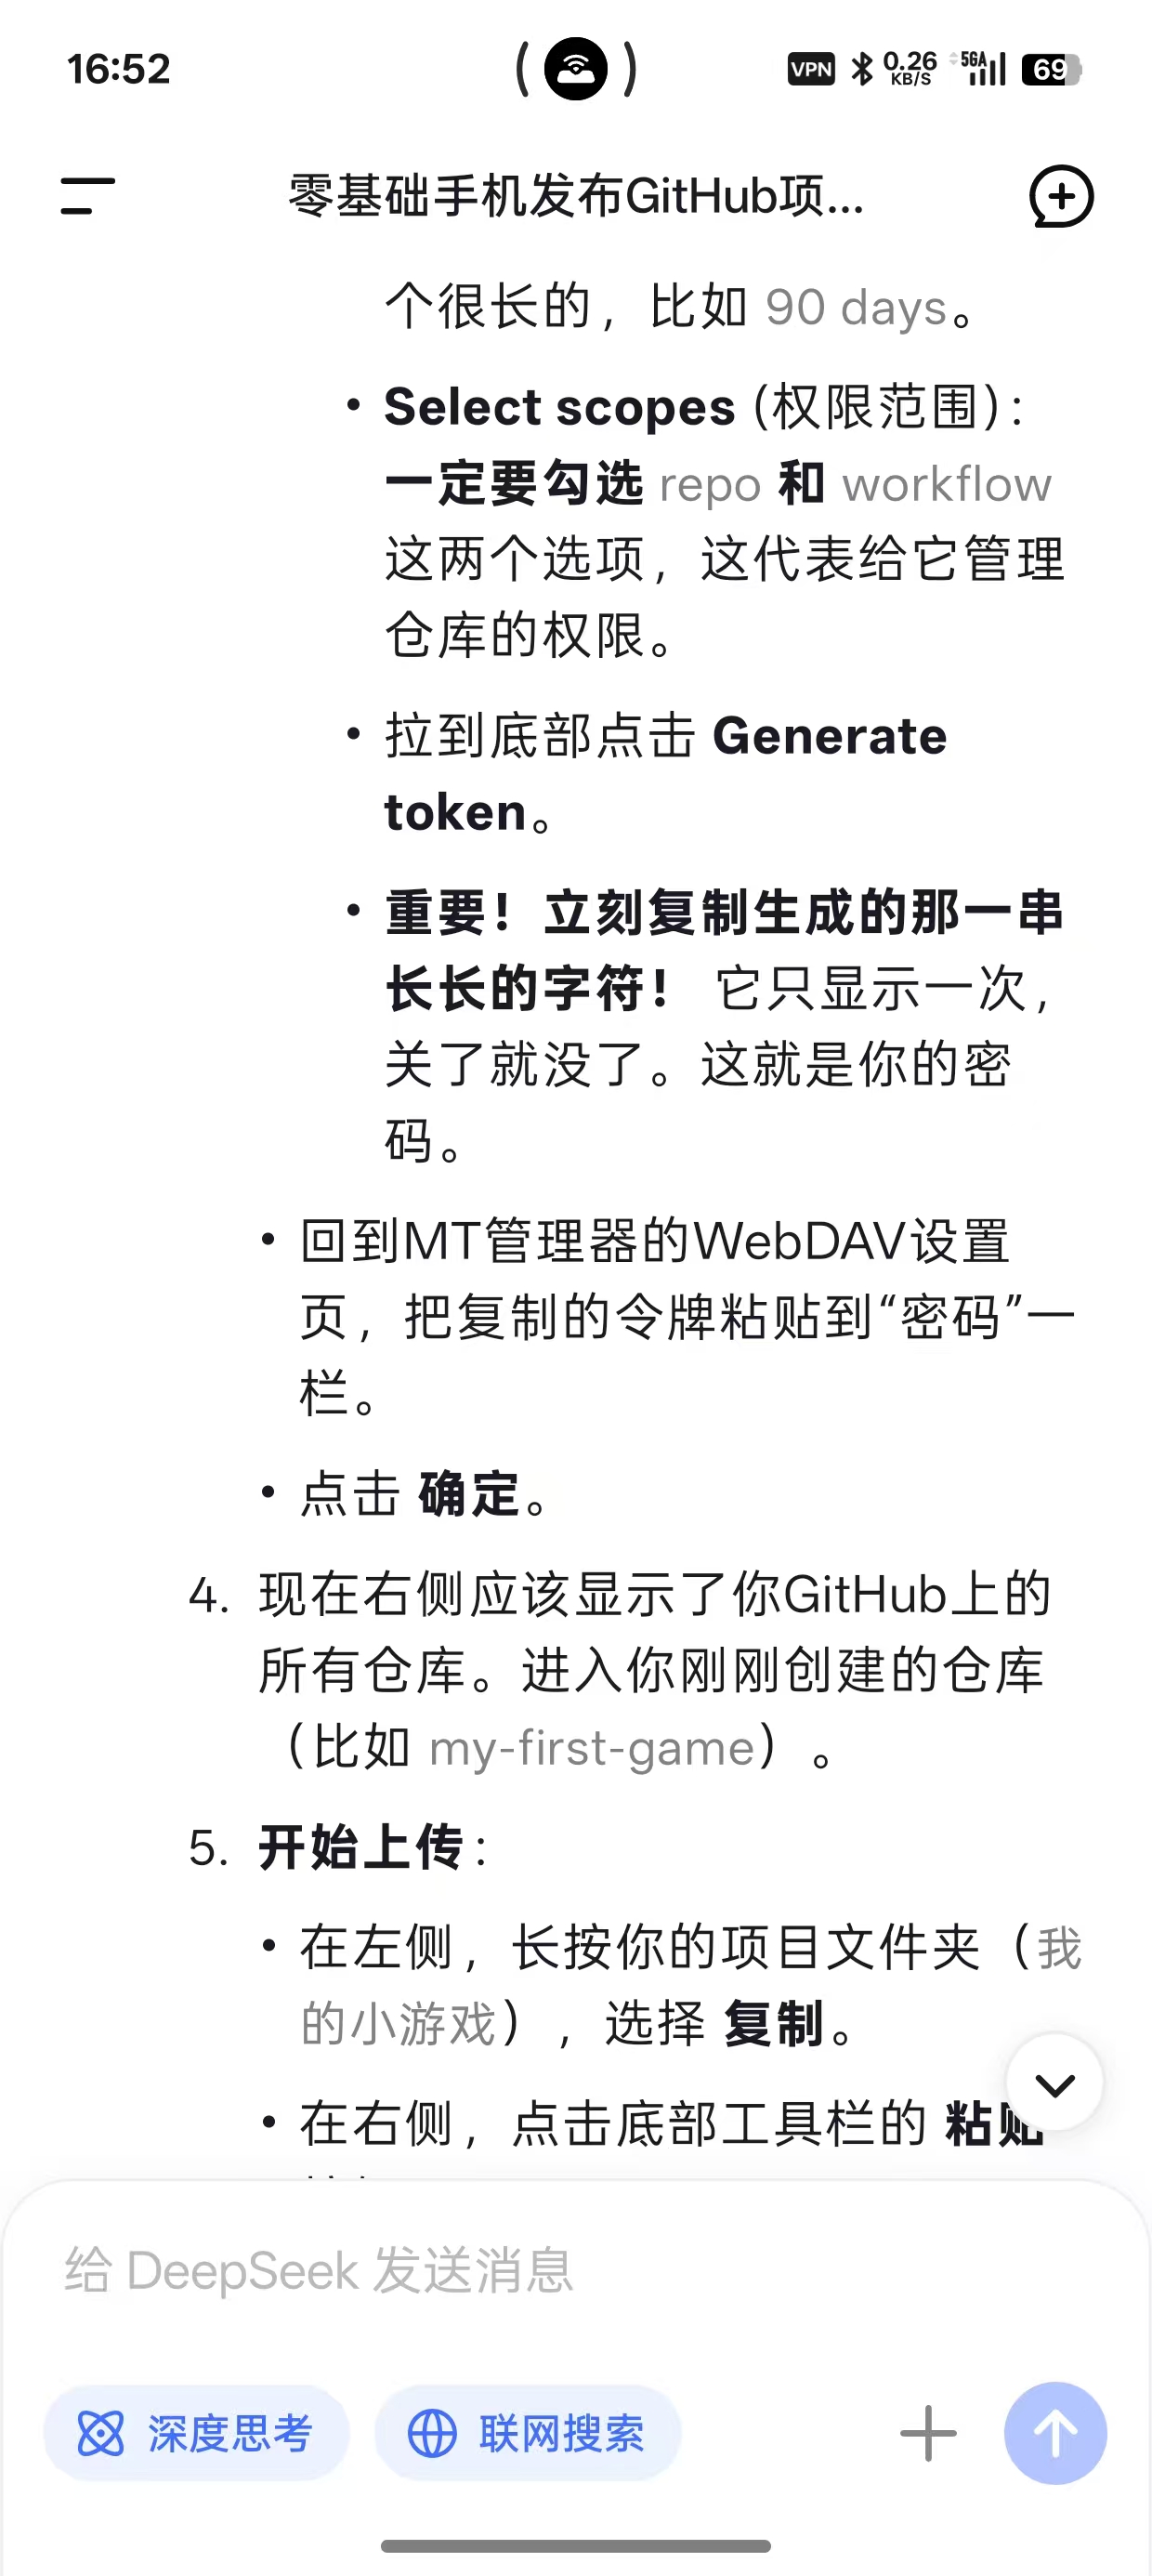 16:52
VPN 0.26 KB/S 5GA 69
零基础手机发布GitHub项...
个很长的，比如 90 days。
• Select scopes (权限范围)：
一定要勾选 repo 和 workflow
这两个选项，这代表给它管理
仓库的权限。
• 拉到底部点击 Generate
token。
• 重要！立刻复制生成的那一串
长长的字符！ 它只显示一次，
关了就没了。这就是你的密
码。
• 回到MT管理器的WebDAV设置
页，把复制的令牌粘贴到“密码”一
栏。
• 点击 确定。
4. 现在右侧应该显示了你GitHub上的
所有仓库。进入你刚刚创建的仓库
（比如 my-first-game）。
5. 开始上传：
• 在左侧，长按你的项目文件夹（我
的小游戏），选择 复制。
• 在右侧，点击底部工具栏的 粘贴
给 DeepSeek 发送消息
深度思考 联网搜索